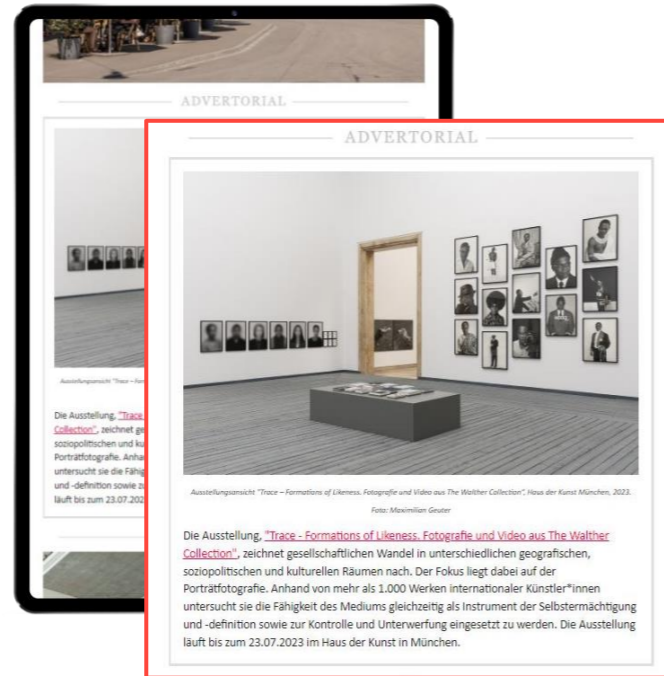 ADVERTORIAL
Ausstellungsansicht "Trace – For
Die Ausstellung, "Trace
Collection", zeichnet ge
soziopolitischen und ku
Porträtfotografie. Anha
untersucht sie die Fähig
und -definition sowie zu
läuft bis zum 23.07.202
ADVERTORIAL
Ausstellungsansicht "Trace – Formations of Likeness. Fotografie und Video aus The Walther Collection", Haus der Kunst München, 2023.
Foto: Maximilian Geuter
Die Ausstellung, "Trace - Formations of Likeness. Fotografie und Video aus The Walther
Collection", zeichnet gesellschaftlichen Wandel in unterschiedlichen geografischen,
soziopolitischen und kulturellen Räumen nach. Der Fokus liegt dabei auf der
Porträtfotografie. Anhand von mehr als 1.000 Werken internationaler Künstler*innen
untersucht sie die Fähigkeit des Mediums gleichzeitig als Instrument der Selbstermächtigung
und -definition sowie zur Kontrolle und Unterwerfung eingesetzt zu werden. Die Ausstellung
läuft bis zum 23.07.2023 im Haus der Kunst in München.